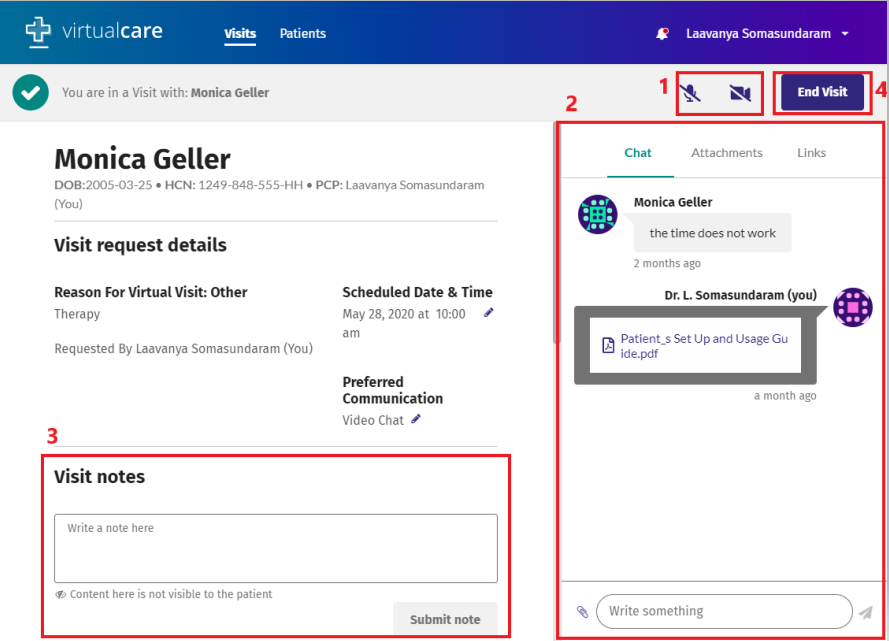 virtualcare
Visits
Patients
Laavanya Somasundaram
You are in a Visit with: Monica Geller
1
End Visit
4
2
Monica Geller
DOB:2005-03-25 • HCN: 1249-848-555-HH • PCP: Laavanya Somasundaram
(You)
Visit request details
Reason For Virtual Visit: Other
Therapy
Requested By Laavanya Somasundaram (You)
Scheduled Date & Time
May 28, 2020 at 10:00
am
Preferred
Communication
Video Chat
3
Visit notes
Write a note here
Content here is not visible to the patient
Submit note
Chat
Attachments
Links
Monica Geller
the time does not work
2 months ago
Dr. L. Somasundaram (you)
Patient_s Set Up and Usage Gu
ide.pdf
a month ago
Write something